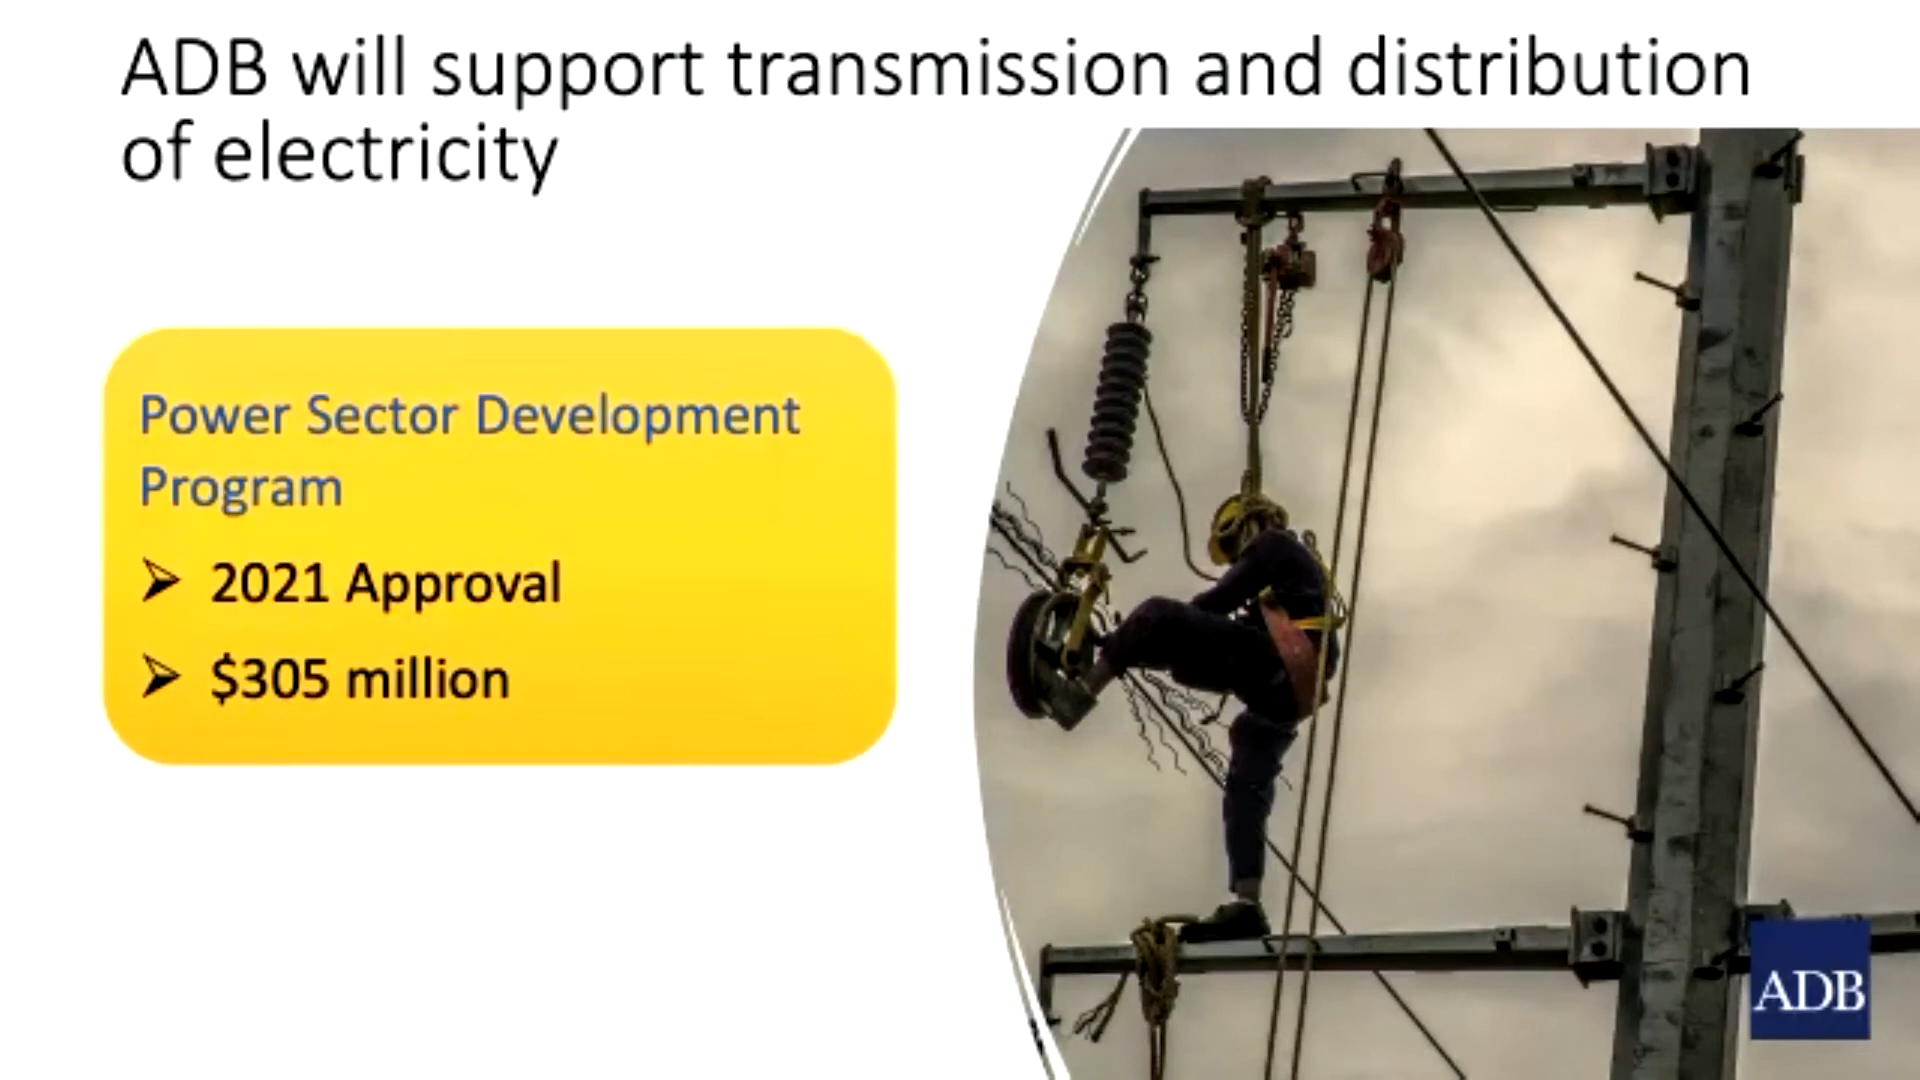 ADB will support transmission and distribution
of electricity
Power Sector Development
Program
➢ 2021 Approval
➢ $305 million
ADB